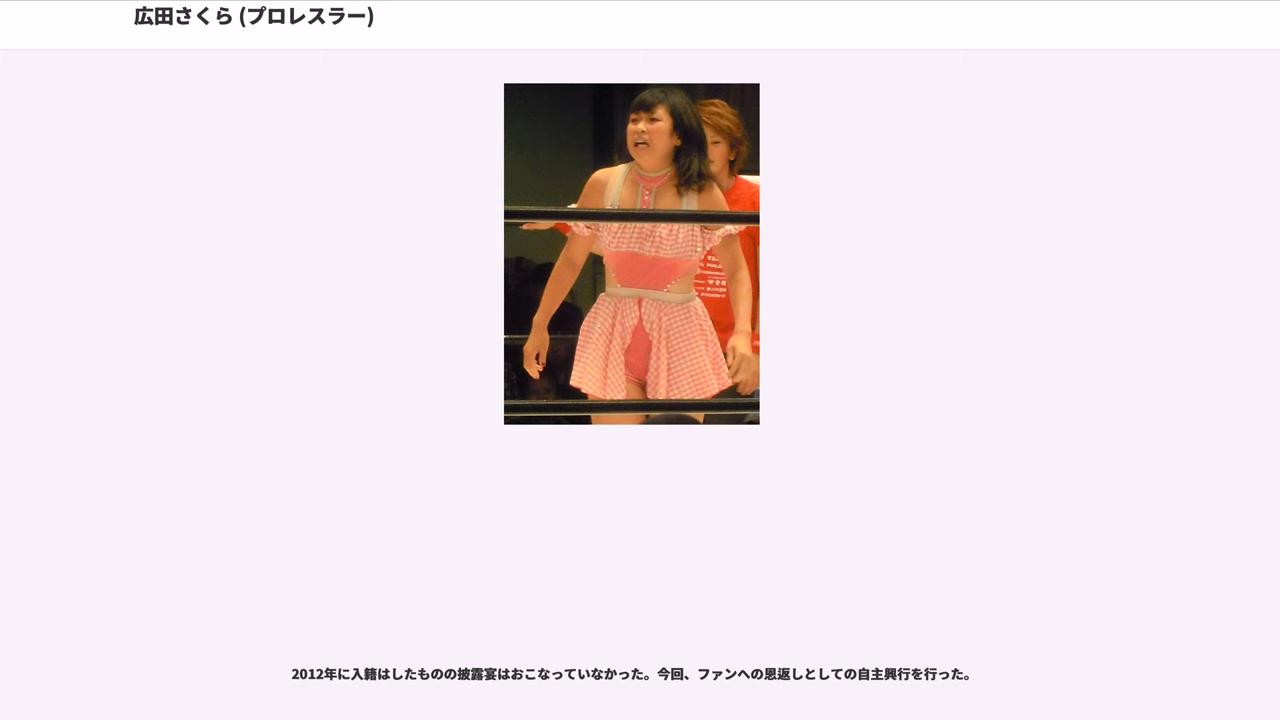 広田さくら (プロレスラー)
2012年に入籍はしたものの披露宴はおこなっていなかった。今回、ファンへの恩返しとしての自主興行を行った。